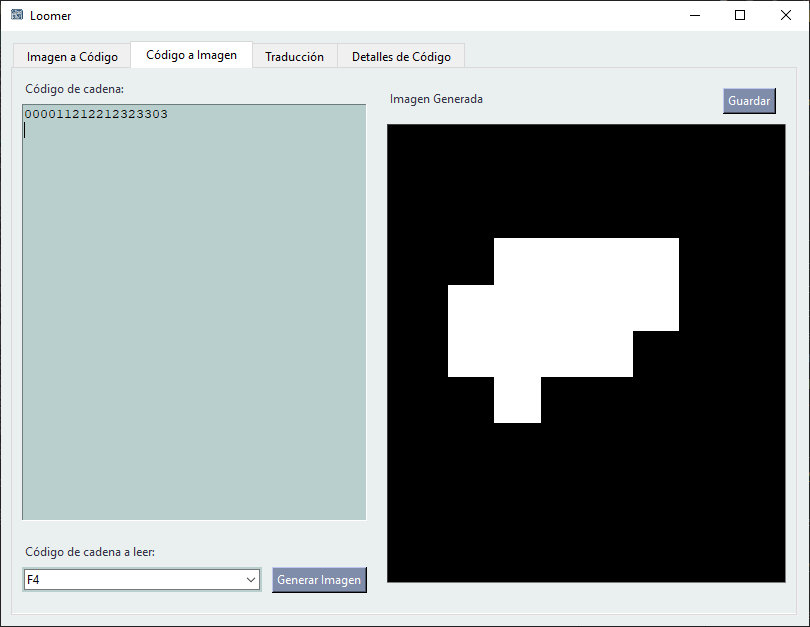 Loomer
Imagen a Código
Código a Imagen
Traducción
Detalles de Código
Código de cadena:
000011212212323303
Imagen Generada
Guardar
Código de cadena a leer:
F4
Generar Imagen